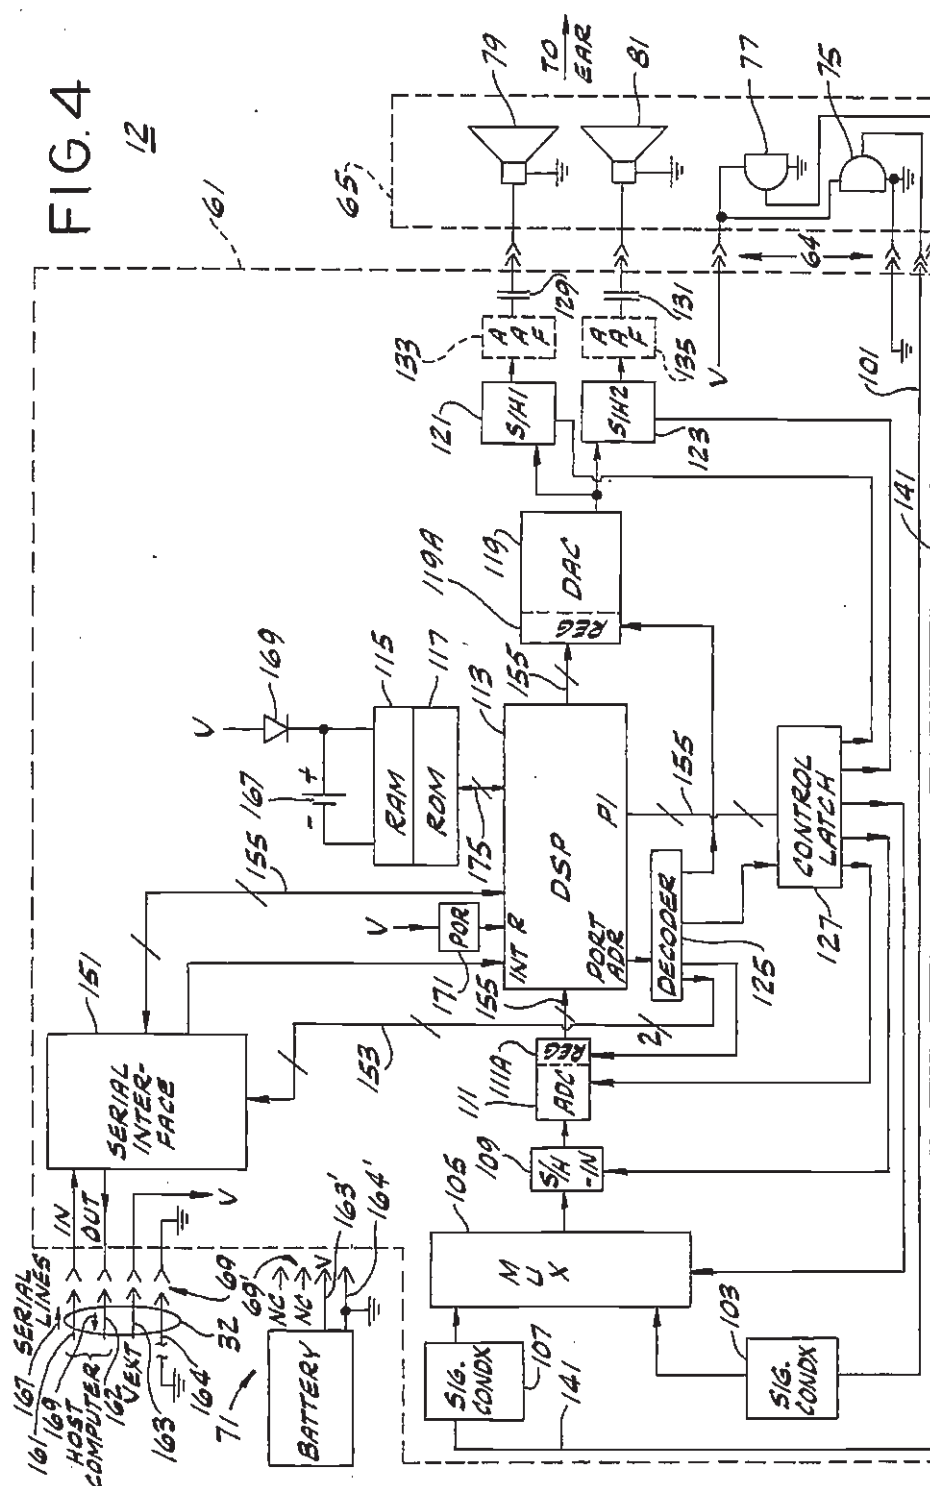 FIG. 4
12
61
65
79
TO
EAR
81
77
75
64
129
131
133
A
A
F
A
A
F
135
V
101
121
S/H1
S/H2
123
141
119A
119
REG
DAC
V
169
115
117
113
155
167
+
-
RAM
ROM
175
155
V
POR
171
INT
R
DSP
P1
PORT
ADR
155
155
DECODER
125
CONTROL
LATCH
127
2
151
SERIAL
INTER-
FACE
153
111
111A
ADC
REG
109
S/H
-IN
105
MUX
103
SIG.
CONDX
107
SIG.
CONDX
141
IN
OUT
V
SERIAL
LINES
167
161
169
HOST
COMPUTER
162
VEXT
163
164
32
69
69'
NC
NC
V
163'
164'
71
BATTERY